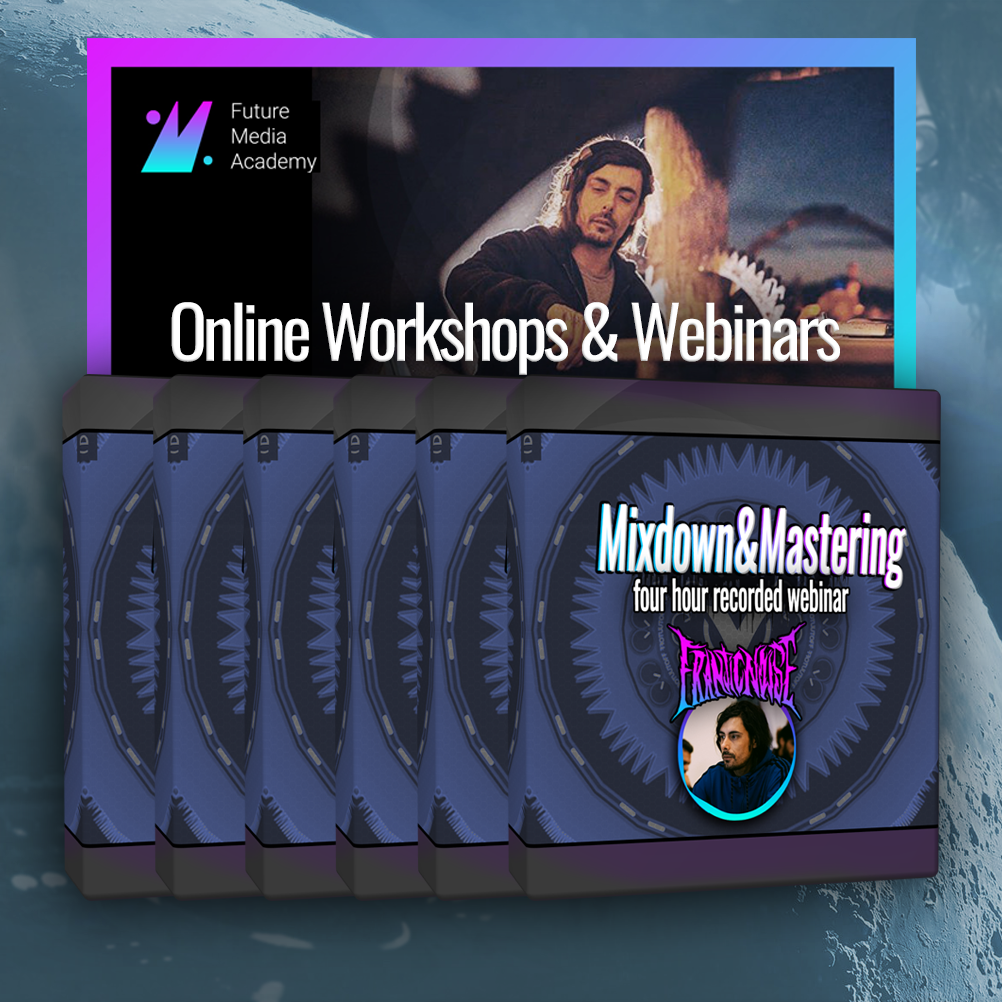 Future
Media
Academy
Online Workshops & Webinars
Mixdown&Mastering
four hour recorded webinar
FRANTICNOISE